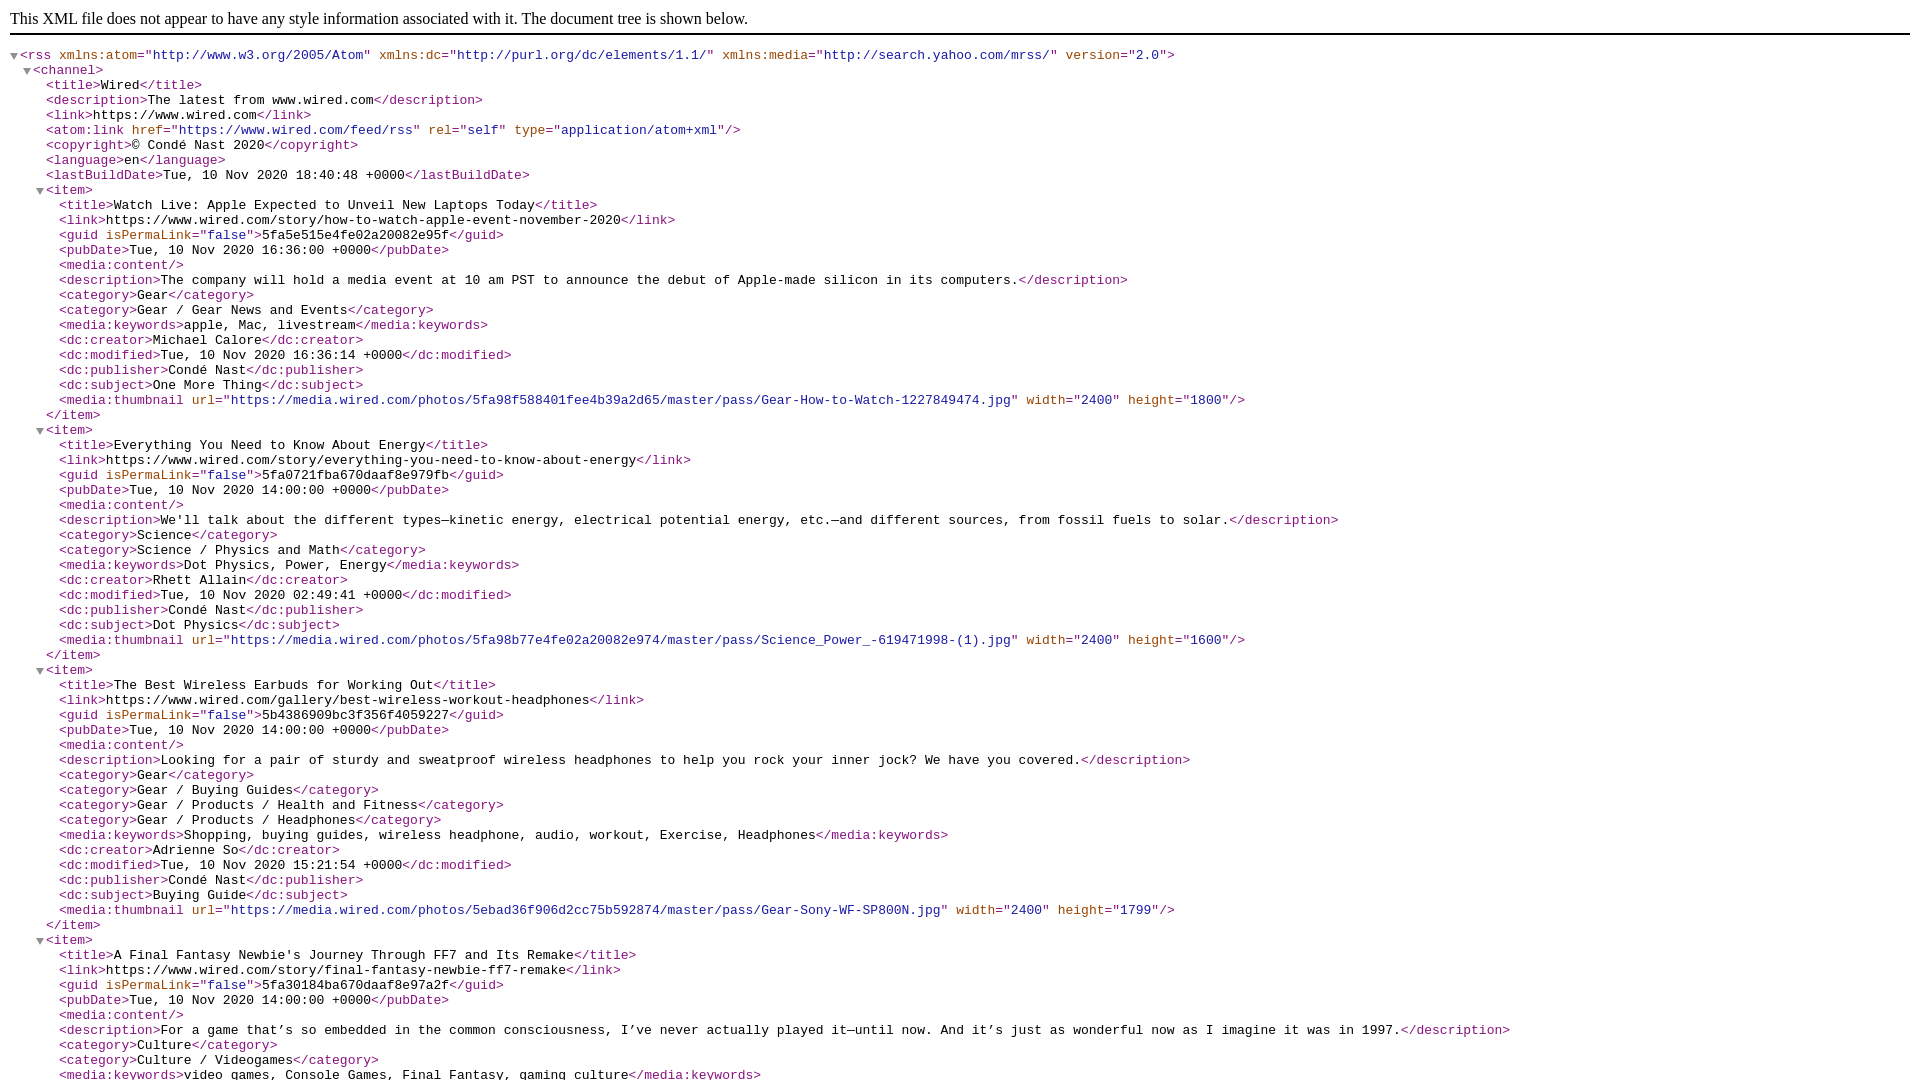 This XML file does not appear to have any style information associated with it. The document tree is shown below.
<rss xmlns:atom="http://www.w3.org/2005/Atom" xmlns:dc="http://purl.org/dc/elements/1.1/" xmlns:media="http://search.yahoo.com/mrss/" version="2.0">
<channel>
<title>Wired</title>
<description>The latest from www.wired.com</description>
<link>https://www.wired.com</link>
<atom:link href="https://www.wired.com/feed/rss" rel="self" type="application/atom+xml"/>
<copyright>© Condé Nast 2020</copyright>
<language>en</language>
<lastBuildDate>Tue, 10 Nov 2020 18:40:48 +0000</lastBuildDate>
<item>
<title>Watch Live: Apple Expected to Unveil New Laptops Today</title>
<link>https://www.wired.com/story/how-to-watch-apple-event-november-2020</link>
<guid isPermaLink="false">5fa5e515e4fe02a20082e95f</guid>
<pubDate>Tue, 10 Nov 2020 16:36:00 +0000</pubDate>
<media:content/>
<description>The company will hold a media event at 10 am PST to announce the debut of Apple-made silicon in its computers.</description>
<category>Gear</category>
<category>Gear / Gear News and Events</category>
<media:keywords>apple, Mac, livestream</media:keywords>
<dc:creator>Michael Calore</dc:creator>
<dc:modified>Tue, 10 Nov 2020 16:36:14 +0000</dc:modified>
<dc:publisher>Condé Nast</dc:publisher>
<dc:subject>One More Thing</dc:subject>
<media:thumbnail url="https://media.wired.com/photos/5fa98f588401fee4b39a2d65/master/pass/Gear-How-to-Watch-1227849474.jpg" width="2400" height="1800"/>
</item>
<item>
<title>Everything You Need to Know About Energy</title>
<link>https://www.wired.com/story/everything-you-need-to-know-about-energy</link>
<guid isPermaLink="false">5fa0721fba670daaf8e979fb</guid>
<pubDate>Tue, 10 Nov 2020 14:00:00 +0000</pubDate>
<media:content/>
<description>We'll talk about the different types—kinetic energy, electrical potential energy, etc.—and different sources, from fossil fuels to solar.</description>
<category>Science</category>
<category>Science / Physics and Math</category>
<media:keywords>Dot Physics, Power, Energy</media:keywords>
<dc:creator>Rhett Allain</dc:creator>
<dc:modified>Tue, 10 Nov 2020 02:49:41 +0000</dc:modified>
<dc:publisher>Condé Nast</dc:publisher>
<dc:subject>Dot Physics</dc:subject>
<media:thumbnail url="https://media.wired.com/photos/5fa98b77e4fe02a20082e974/master/pass/Science_Power_-619471998-(1).jpg" width="2400" height="1600"/>
</item>
<item>
<title>The Best Wireless Earbuds for Working Out</title>
<link>https://www.wired.com/gallery/best-wireless-workout-headphones</link>
<guid isPermaLink="false">5b4386909bc3f356f4059227</guid>
<pubDate>Tue, 10 Nov 2020 14:00:00 +0000</pubDate>
<media:content/>
<description>Looking for a pair of sturdy and sweatproof wireless headphones to help you rock your inner jock? We have you covered.</description>
<category>Gear</category>
<category>Gear / Buying Guides</category>
<category>Gear / Products / Health and Fitness</category>
<category>Gear / Products / Headphones</category>
<media:keywords>Shopping, buying guides, wireless headphone, audio, workout, Exercise, Headphones</media:keywords>
<dc:creator>Adrienne So</dc:creator>
<dc:modified>Tue, 10 Nov 2020 15:21:54 +0000</dc:modified>
<dc:publisher>Condé Nast</dc:publisher>
<dc:subject>Buying Guide</dc:subject>
<media:thumbnail url="https://media.wired.com/photos/5ebad36f906d2cc75b592874/master/pass/Gear-Sony-WF-SP800N.jpg" width="2400" height="1799"/>
</item>
<item>
<title>A Final Fantasy Newbie's Journey Through FF7 and Its Remake</title>
<link>https://www.wired.com/story/final-fantasy-newbie-ff7-remake</link>
<guid isPermaLink="false">5fa30184ba670daaf8e97a2f</guid>
<pubDate>Tue, 10 Nov 2020 14:00:00 +0000</pubDate>
<media:content/>
<description>For a game that’s so embedded in the common consciousness, I’ve never actually played it—until now. And it’s just as wonderful now as I imagine it was in 1997.</description>
<category>Culture</category>
<category>Culture / Videogames</category>
<media:keywords>video games, Console Games, Final Fantasy, gaming culture</media:keywords>